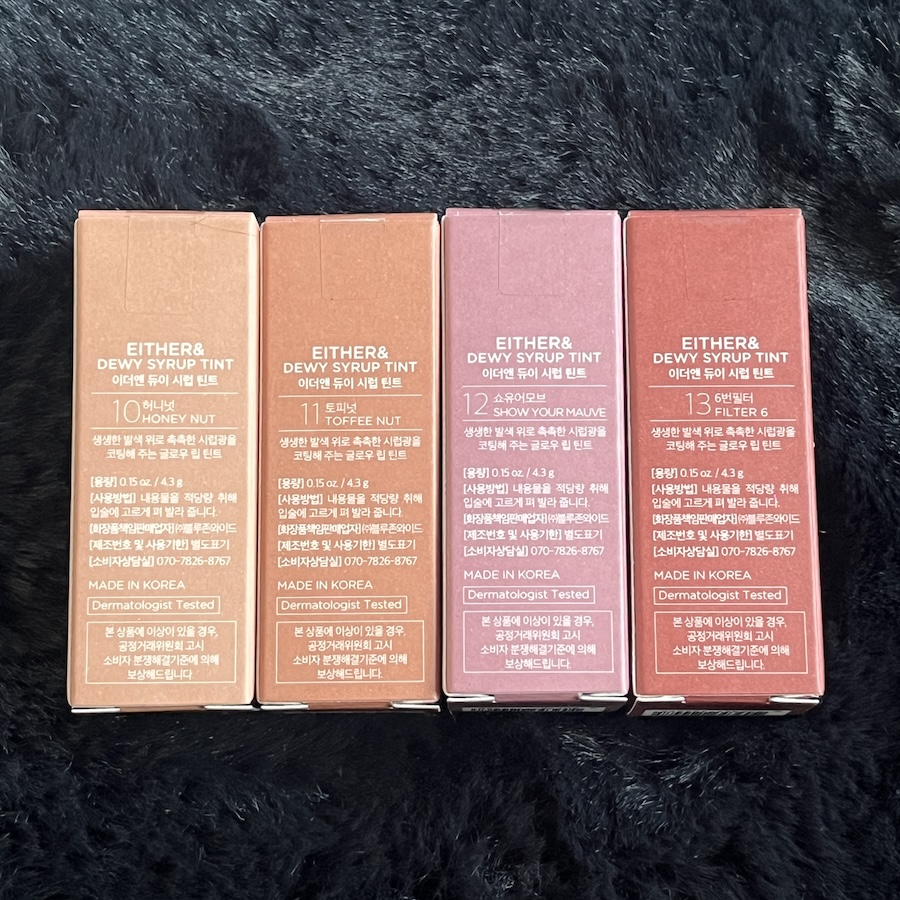 EITHER&
DEWY SYRUP TINT
이더앤 듀이 시럽 틴트
10 허니넛
HONEY NUT
생생한 발색 위로 촉촉한 시럽광을
코팅해 주는 글로우 립 틴트
[용량] 0.15 oz. / 4.3 g
[사용방법] 내용물을 적당량 취해
입술에 고르게 펴 발라 줍니다.
[화장품책임판매업자] ㈜블루존와이드
[제조번호 및 사용기한] 별도표기
[소비자상담실] 070-7826-8767
MADE IN KOREA
Dermatologist Tested
본 상품에 이상이 있을 경우,
공정거래위원회 고시
소비자 분쟁해결기준에 의해
보상해드립니다.
EITHER&
DEWY SYRUP TINT
이더앤 듀이 시럽 틴트
11 토피넛
TOFFEE NUT
생생한 발색 위로 촉촉한 시럽광을
코팅해 주는 글로우 립 틴트
[용량] 0.15 oz. / 4.3 g
[사용방법] 내용물을 적당량 취해
입술에 고르게 펴 발라 줍니다.
[화장품책임판매업자] ㈜블루존와이드
[제조번호 및 사용기한] 별도표기
[소비자상담실] 070-7826-8767
MADE IN KOREA
Dermatologist Tested
본 상품에 이상이 있을 경우,
공정거래위원회 고시
소비자 분쟁해결기준에 의해
보상해드립니다.
EITHER&
DEWY SYRUP TINT
이더앤 듀이 시럽 틴트
12 쇼유어모브
SHOW YOUR MAUVE
생생한 발색 위로 촉촉한 시럽광을
코팅해 주는 글로우 립 틴트
[용량] 0.15 oz. / 4.3 g
[사용방법] 내용물을 적당량 취해
입술에 고르게 펴 발라 줍니다.
[화장품책임판매업자] ㈜블루존와이드
[제조번호 및 사용기한] 별도표기
[소비자상담실] 070-7826-8767
MADE IN KOREA
Dermatologist Tested
본 상품에 이상이 있을 경우,
공정거래위원회 고시
소비자 분쟁해결기준에 의해
보상해드립니다.
EITHER&
DEWY SYRUP TINT
이더앤 듀이 시럽 틴트
13 6번필터
FILTER 6
생생한 발색 위로 촉촉한 시럽광을
코팅해 주는 글로우 립 틴트
[용량] 0.15 oz. / 4.3 g
[사용방법] 내용물을 적당량 취해
입술에 고르게 펴 발라 줍니다.
[화장품책임판매업자] ㈜블루존와이드
[제조번호 및 사용기한] 별도표기
[소비자상담실] 070-7826-8767
MADE IN KOREA
Dermatologist Tested
본 상품에 이상이 있을 경우,
공정거래위원회 고시
소비자 분쟁해결기준에 의해
보상해드립니다.